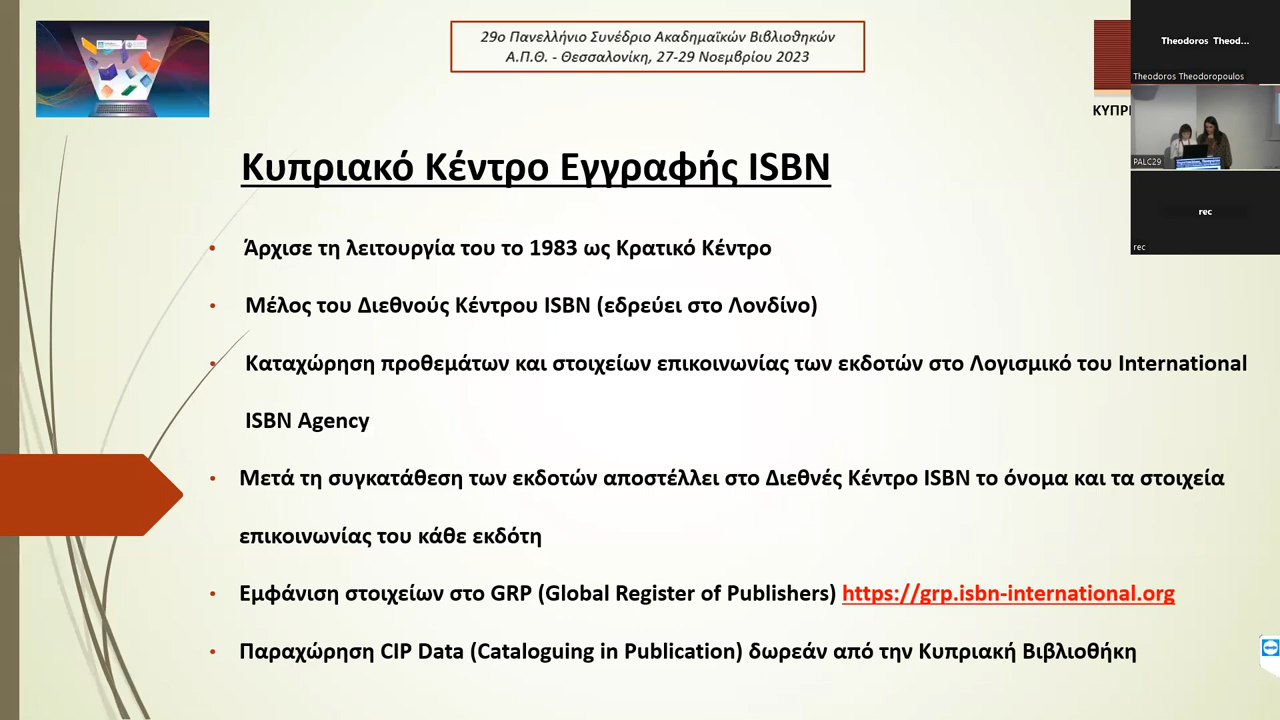 29ο Πανελλήνιο Συνέδριο Ακαδημαϊκών Βιβλιοθηκών
Α.Π.Θ. - Θεσσαλονίκη, 27-29 Νοεμβρίου 2023
ΚΥΠΡΙ
Theodoros Theod...
Theodoros Theodoropoulos
PALC29
rec
rec
Κυπριακό Κέντρο Εγγραφής ISBN
• Άρχισε τη λειτουργία του το 1983 ως Κρατικό Κέντρο
• Μέλος του Διεθνούς Κέντρου ISBN (εδρεύει στο Λονδίνο)
• Καταχώρηση προθεμάτων και στοιχείων επικοινωνίας των εκδοτών στο Λογισμικό του International
ISBN Agency
• Μετά τη συγκατάθεση των εκδοτών αποστέλλει στο Διεθνές Κέντρο ISBN το όνομα και τα στοιχεία
επικοινωνίας του κάθε εκδότη
• Εμφάνιση στοιχείων στο GRP (Global Register of Publishers) https://grp.isbn-international.org
• Παραχώρηση CIP Data (Cataloguing in Publication) δωρεάν από την Κυπριακή Βιβλιοθήκη